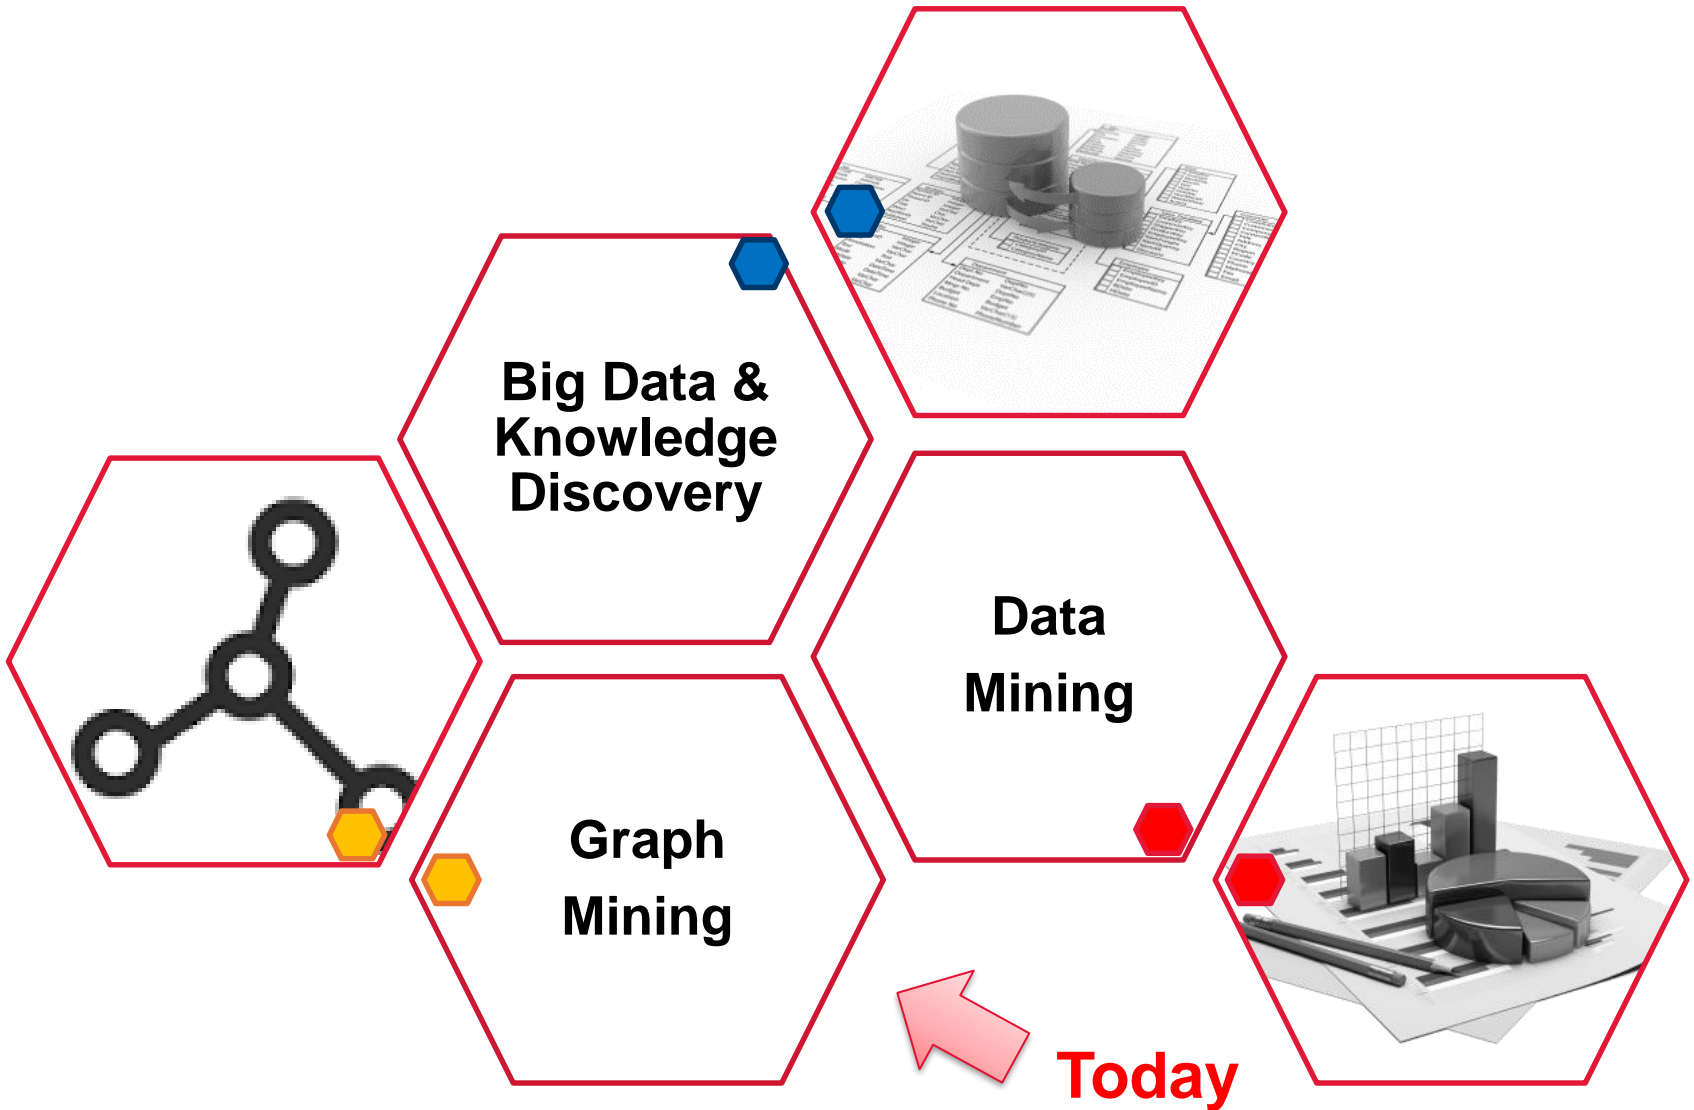 Big Data &
Knowledge
Discovery
Data
Mining
Graph
Mining
Today